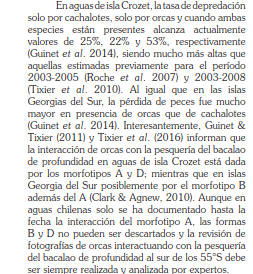 En aguas de isla Crozet, la tasa de depredación
solo por cachalotes, solo por orcas y cuando ambas
especies están presentes alcanza actualmente
valores de 25%, 22% y 53%, respectivamente
(Guinet et al. 2014), siendo mucho más altas que
aquellas estimadas previamente para el período
2003-2005 (Roche et al. 2007) y 2003-2008
(Tixier et al. 2010). Al igual que en las islas
Georgias del Sur, la pérdida de peces fue mucho
mayor en presencia de orcas que de cachalotes
(Guinet et al. 2014). Interesantemente, Guinet &
Tixier (2011) y Tixier et al. (2016) informan que
la interacción de orcas con la pesquería del bacalao
de profundidad en aguas de isla Crozet está dada
por los morfotipos A y D; mientras que en islas
Georgia del Sur posiblemente por el morfotipo B
además del A (Clark & Agnew, 2010). Aunque en
aguas chilenas solo se ha documentado hasta la
fecha la interacción del morfotipo A, las formas
B y D no pueden ser descartados y la revisión de
fotografías de orcas interactuando con la pesquería
del bacalao de profundidad al sur de los 55°S debe
ser siempre realizada y analizada por expertos.